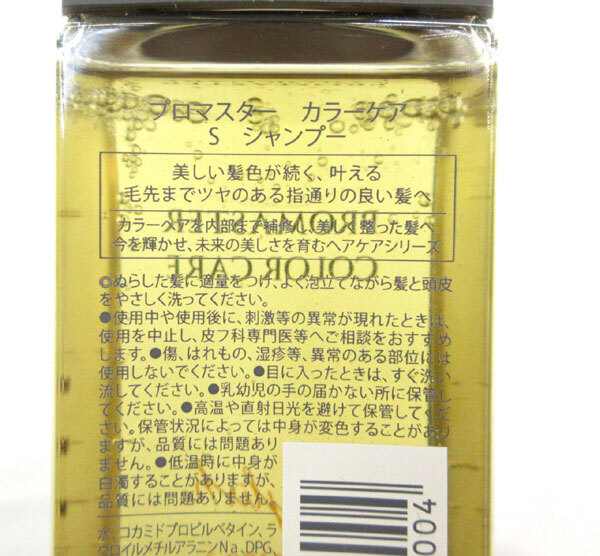 プロマスター　カラーケア
S　シャンプー
美しい髪色が続く、叶える
毛先までツヤのある指通りの良い髪へ
カラーヘアを内部まで補修し、美しく整った髪へ
今を輝かせ、未来の美しさを育むヘアケアシリーズ
PROMASTER
COLOR CARE
◎ぬらした髪に適量をつけ、よく泡立てながら髪と頭皮
をやさしく洗ってください。
●使用中や使用後に、刺激等の異常が現れたときは、
使用を中止し、皮フ科専門医等へご相談をおすすめ
します。●傷、はれもの、湿疹等、異常のある部位には
使用しないでください。●目に入ったときは、すぐ洗い
流してください。●乳幼児の手の届かない所に保管し
てください。●高温や直射日光を避けて保管してくだ
さい。保管状況によっては中身が変色することがあり
ますが、品質には問題あり
ません。●低温時に中身が
白濁することがありますが、
品質には問題ありません。
水、コカミドプロピルベタイン、ラ
ウロイルメチルアラニンNa、DPG、
004